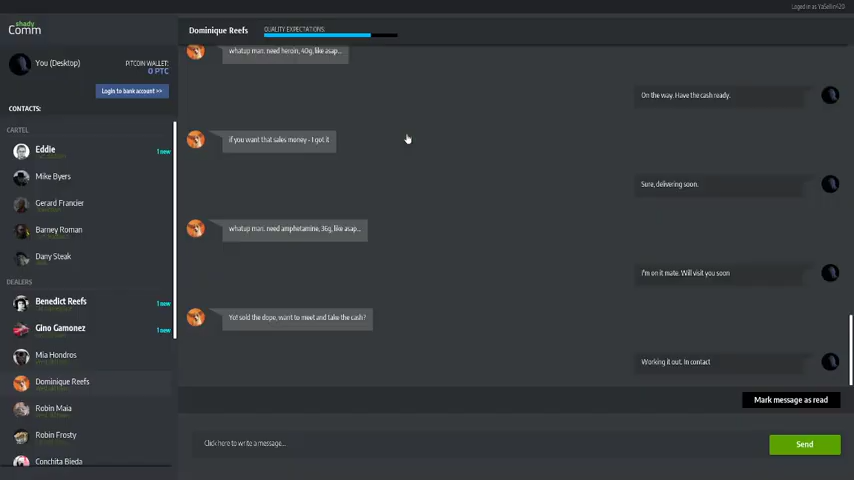 Logged in as YaSellin420
shady
Comm
Dominique Reefs
QUALITY EXPECTATIONS:
You (Desktop)
PITCOIN WALLET:
0 PTC
Login to bank account >>
CONTACTS:
CARTEL
Eddie
1 new
Mike Byers
Gerard Francier
Barney Roman
Dany Steak
DEALERS
Benedict Reefs
1 new
Gino Gamonez
1 new
Mia Hondros
Dominique Reefs
Robin Maia
Robin Frosty
Conchita Bieda
whatup man. need heroin, 40g, like asap...
On the way. Have the cash ready.
if you want that sales money - I got it
Sure, delivering soon.
whatup man. need amphetamine, 36g, like asap...
I'm on it mate. Will visit you soon
Yo! sold the dope, want to meet and take the cash?
Working it out. In contact
Mark message as read
Click here to write a message...
Send